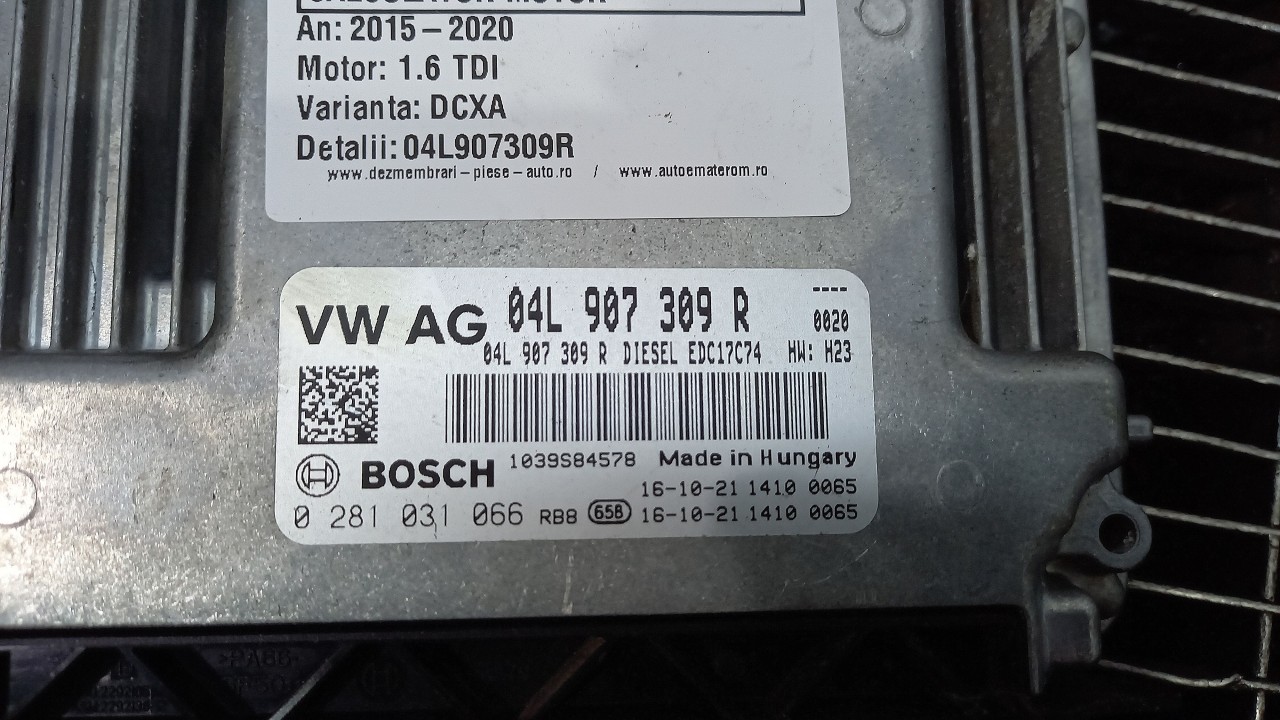 An: 2015-2020
Motor: 1.6 TDI
Varianta: DCXA
Detalii: 04L907309R
www.dezmembrari-piese-auto.ro / www.autoematerom.ro
VW AG 04L 907 309 R ----
0020
04L 907 309 R DIESEL EDC17C74 HW: H23
BOSCH 1039S84578 Made in Hungary
16-10-21 1410 0065
0 281 031 066 RB8 65B 16-10-21 1410 0065